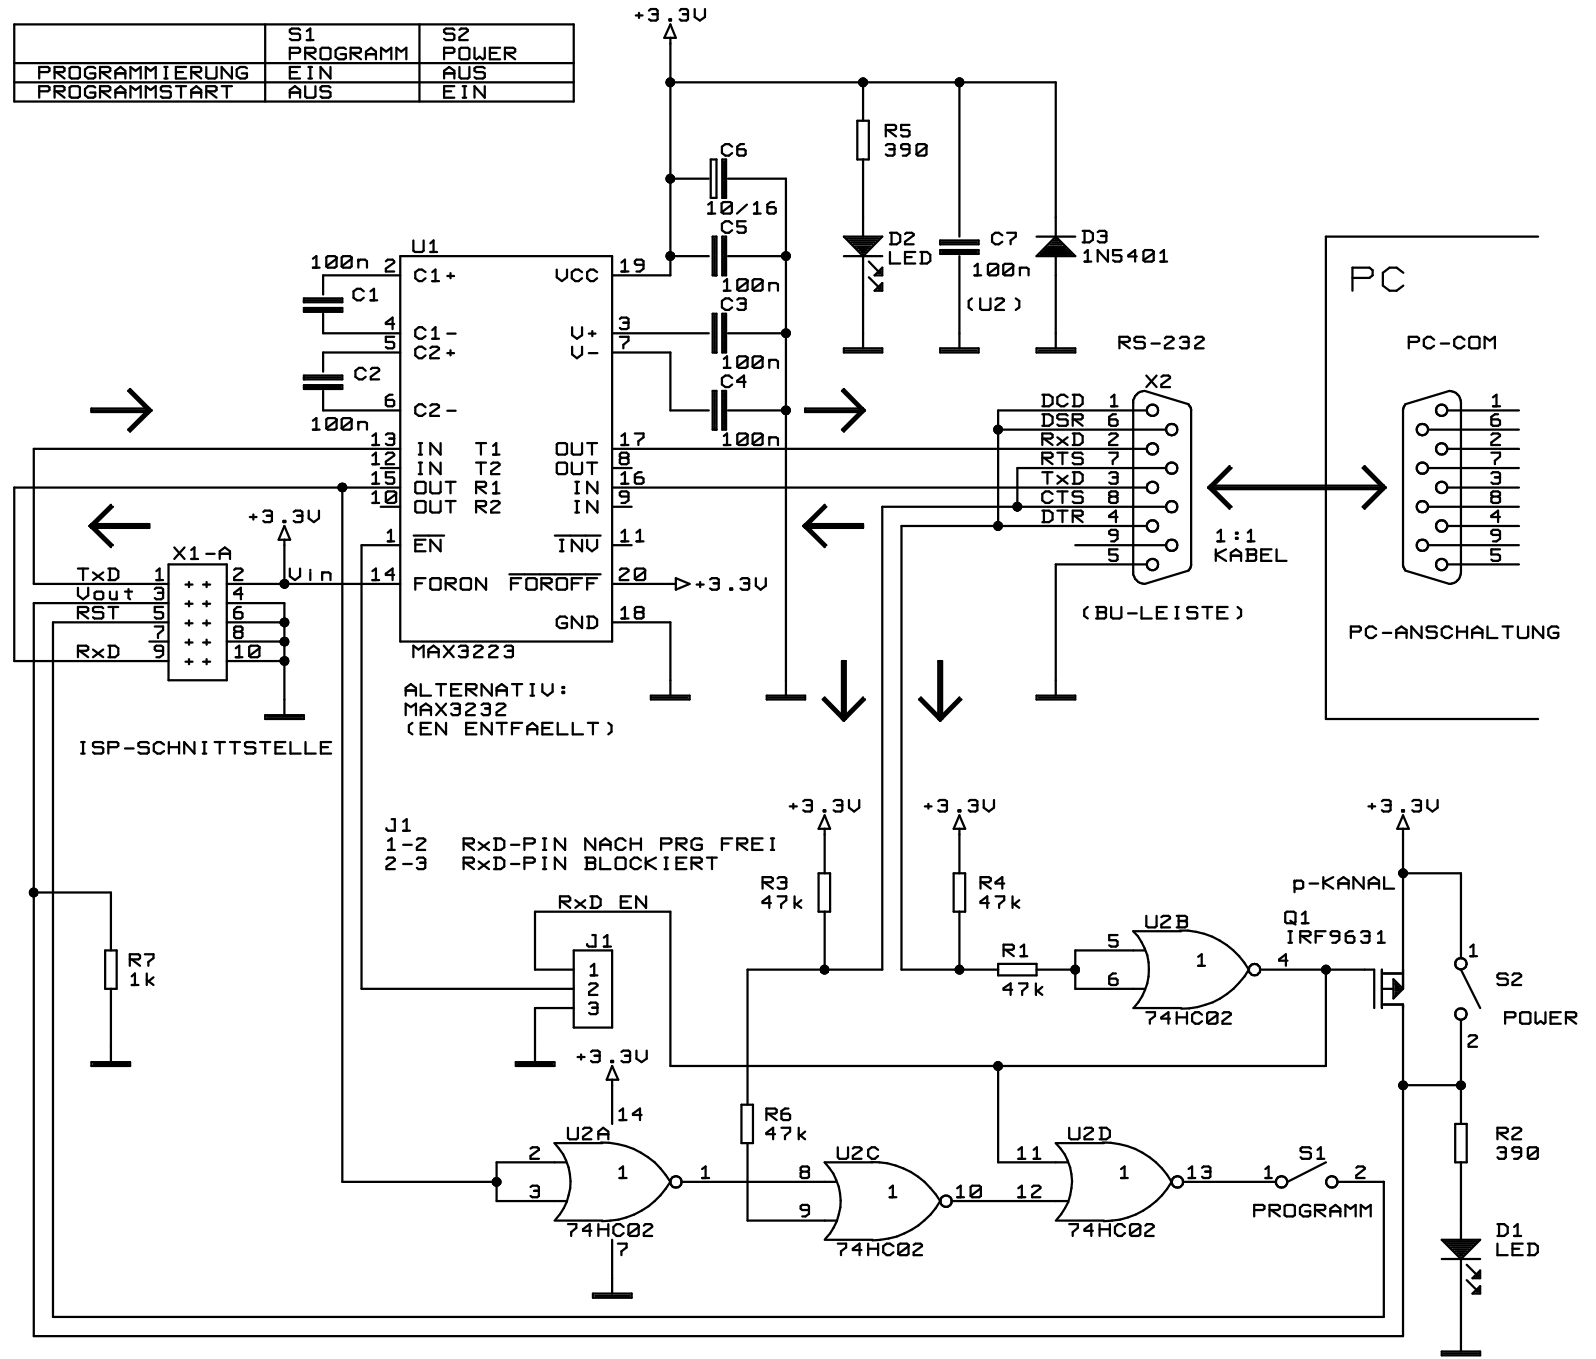 +3.3V
S1 S2
PROGRAMM POWER
PROGRAMMIERUNG EIN AUS
PROGRAMMSTART AUS EIN
R5
390
C6
10/16
C5
100n
C3
100n
C4
100n
D2
LED
C7
100n
(U2)
D3
1N5401
U1
100n
C1
C2
100n
2 C1+
4 C1-
5 C2+
6 C2-
13 IN T1 OUT 17
12 IN T2 OUT 8
15 OUT R1 IN 16
10 OUT R2 IN 9
1 EN INV 11
14 FORON FOROFF 20
VCC 19
V+ 3
V- 7
GND 18
+3.3V
MAX3223
ALTERNATIV:
MAX3232
(EN ENTFAELLT)
+3.3V
X1-A
Vin
TxD 1 2
Vout 3 4
RST 5 6
7 8
RxD 9 10
ISP-SCHNITTSTELLE
RS-232
X2
DCD 1
DSR 6
RxD 2
RTS 7
TxD 3
CTS 8
DTR 4
9
5
(BU-LEISTE)
1:1
KABEL
PC
PC-COM
1
6
2
7
3
8
4
9
5
PC-ANSCHALTUNG
J1
1-2 RxD-PIN NACH PRG FREI
2-3 RxD-PIN BLOCKIERT
RxD EN
J1
1
2
3
R7
1k
+3.3V
R3
47k
+3.3V
R4
47k
R1
47k
U2B
5
6
1
4
74HC02
+3.3V
p-KANAL
Q1
IRF9631
1
S2
POWER
2
+3.3V
14
U2A
2
3
1
1
74HC02
7
R6
47k
U2C
8
9
1
10
74HC02
U2D
11
12
1
13
74HC02
1 S1 2
PROGRAMM
R2
390
D1
LED